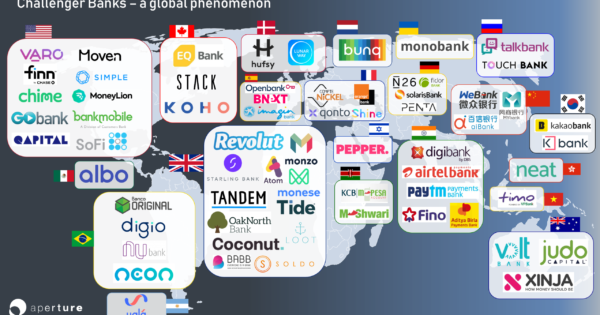 Challenger Banks – a global phenomenon
VARO
Moven
finn
BY CHASE
SIMPLE
chime
MoneyLion
GObank
bankmobile
QAPITAL
SoFi
EQ Bank
STACK
KOHO
hufsy
LUNAR WAY
bunq
monobank
talkbank
TOUCH BANK
Openbank
BNEXT
imagin
compte
NICKEL
qonto
Shine
N26
fidor
BANK
solarisBank
PENTA
WeBank
微众银行
百信银行
aiBank
网商银行
kakaobank
K bank
albo
Revolut
monzo
STARLING BANK
Atom
TANDEM
monese
OakNorth
Bank
Tide
Coconut
LOOT
BABB
SOLDO
PEPPER.
KCB M-PESA
M-Shwari
digibank
by DBS
airtel bank
paytm payments
bank
Fino
Aditya Birla
Payments Bank
neat
timo
banco
ORIGINAL
digio
nu bank
neon
ualá
volt
BANK
judo
CAPITAL
XINJA
HOW MONEY SHOULD BE
aperture